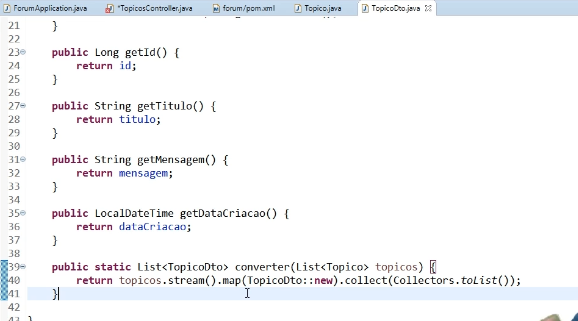 ForumApplication.java *TopicosController.java forum/pom.xml Topico.java TopicoDto.java
21 }
22
23 public Long getId() {
24 return id;
25 }
26
27 public String getTitulo() {
28 return titulo;
29 }
30
31 public String getMensagem() {
32 return mensagem;
33 }
34
35 public LocalDateTime getDataCriacao() {
36 return dataCriacao;
37 }
38
39 public static List<TopicoDto> converter(List<Topico> topicos) {
40 return topicos.stream().map(TopicoDto::new).collect(Collectors.toList());
41 }
42
43 }